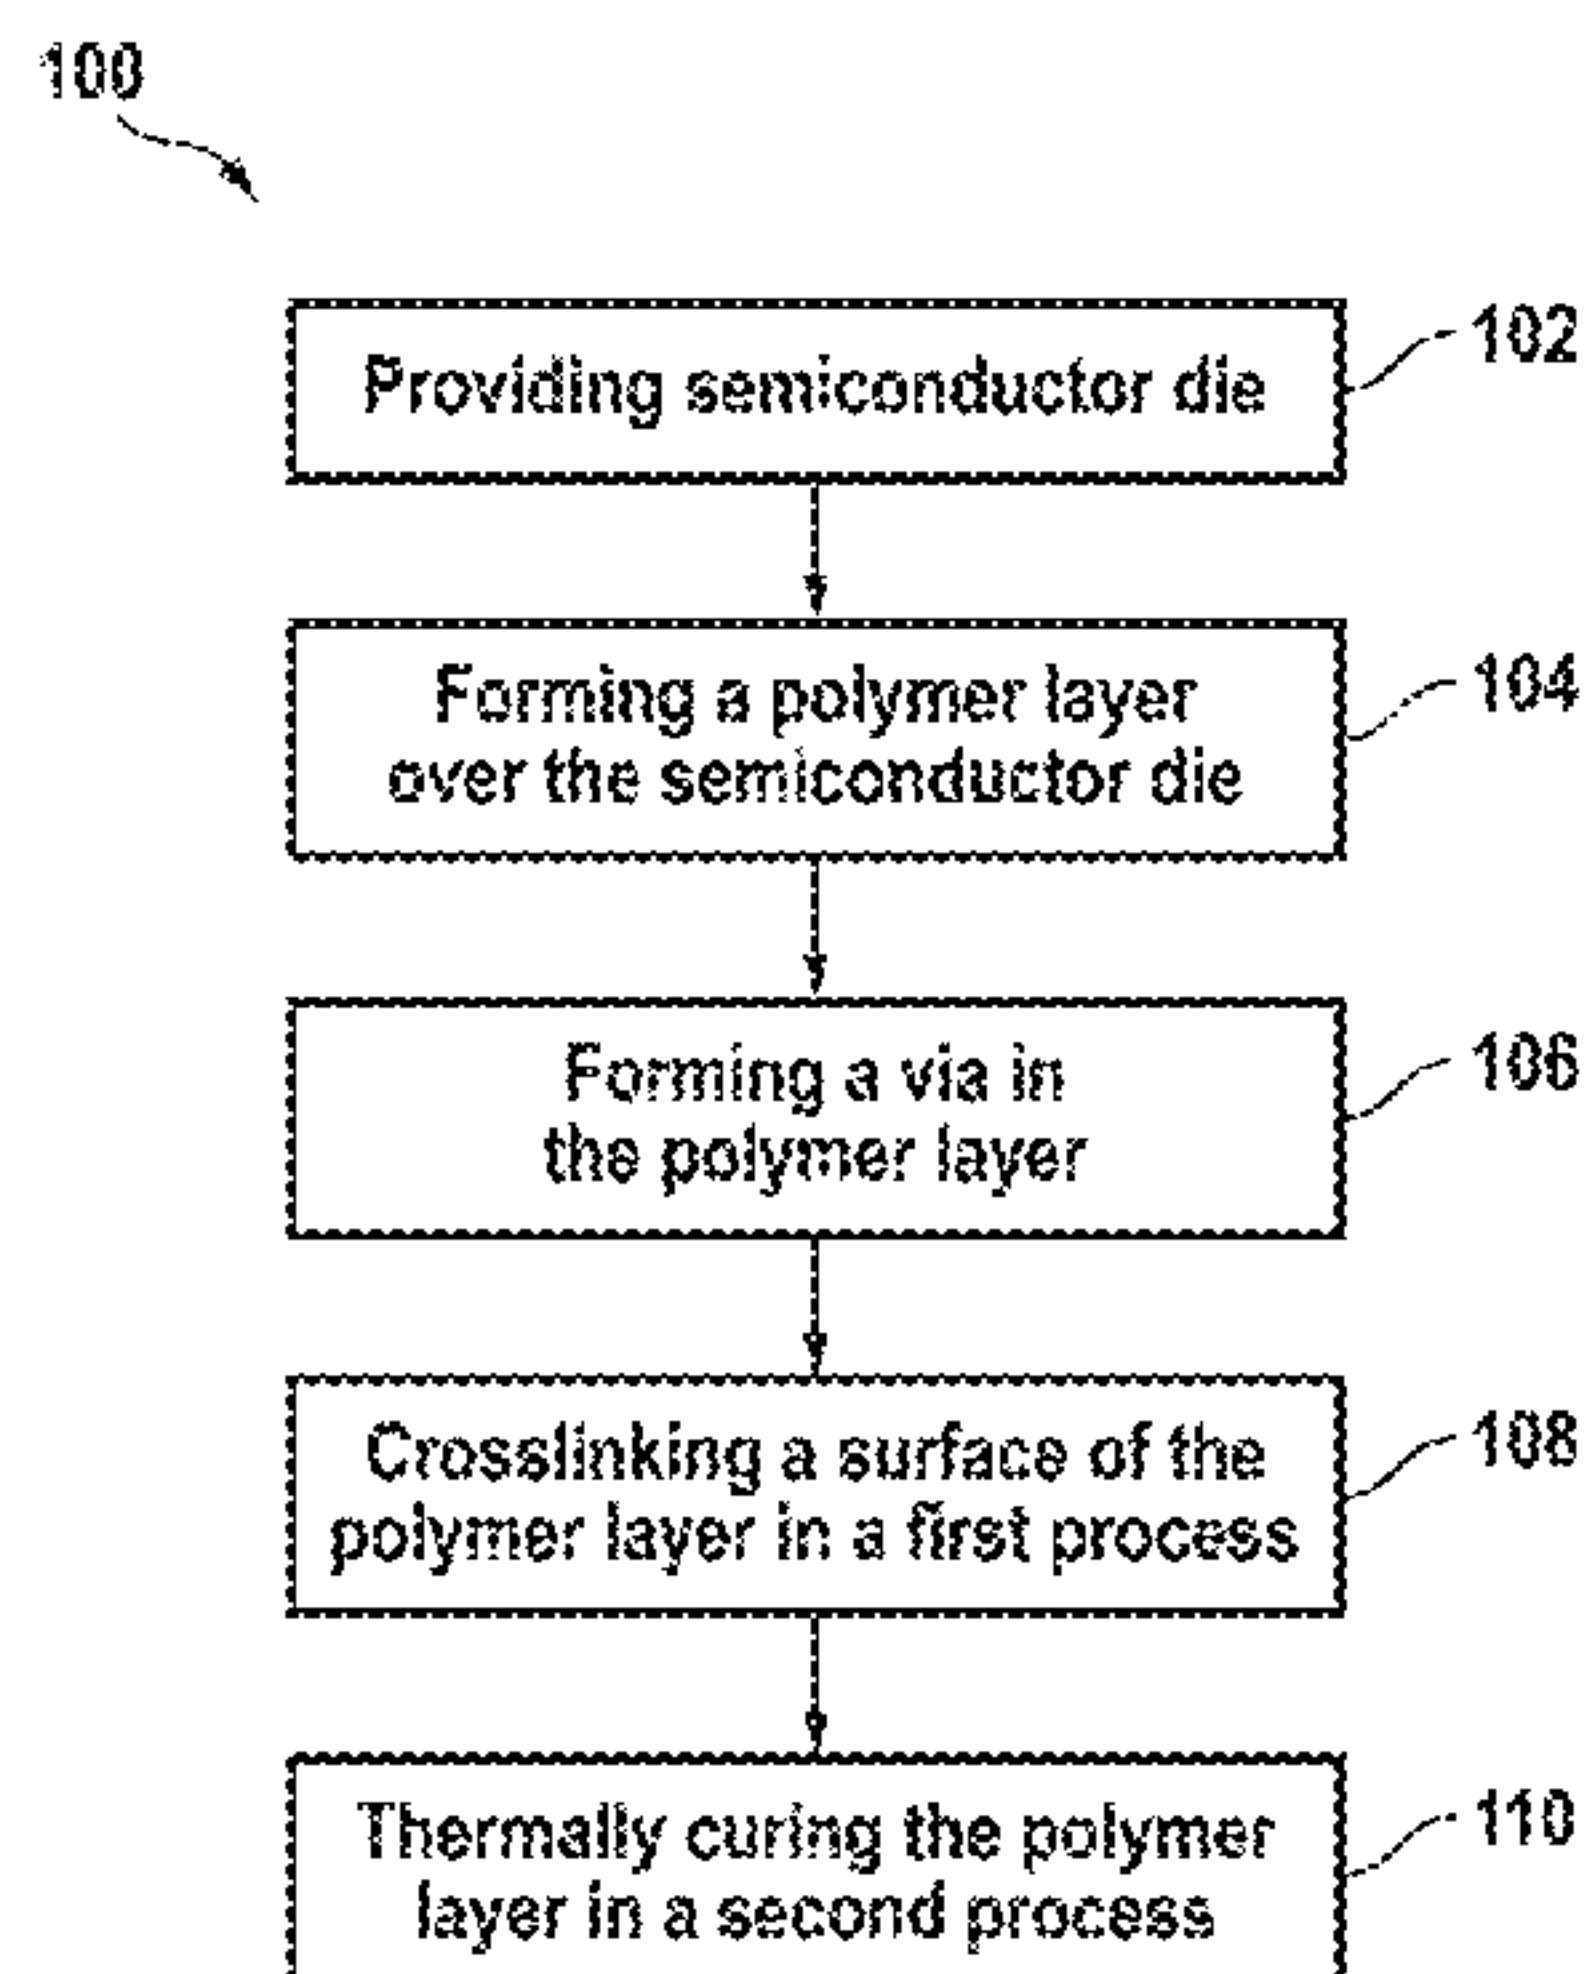 100
Providing semiconductor die
102
Forming a polymer layer
over the semiconductor die
104
Forming a via in
the polymer layer
106
Crosslinking a surface of the
polymer layer in a first process
108
Thermally curing the polymer
layer in a second process
110